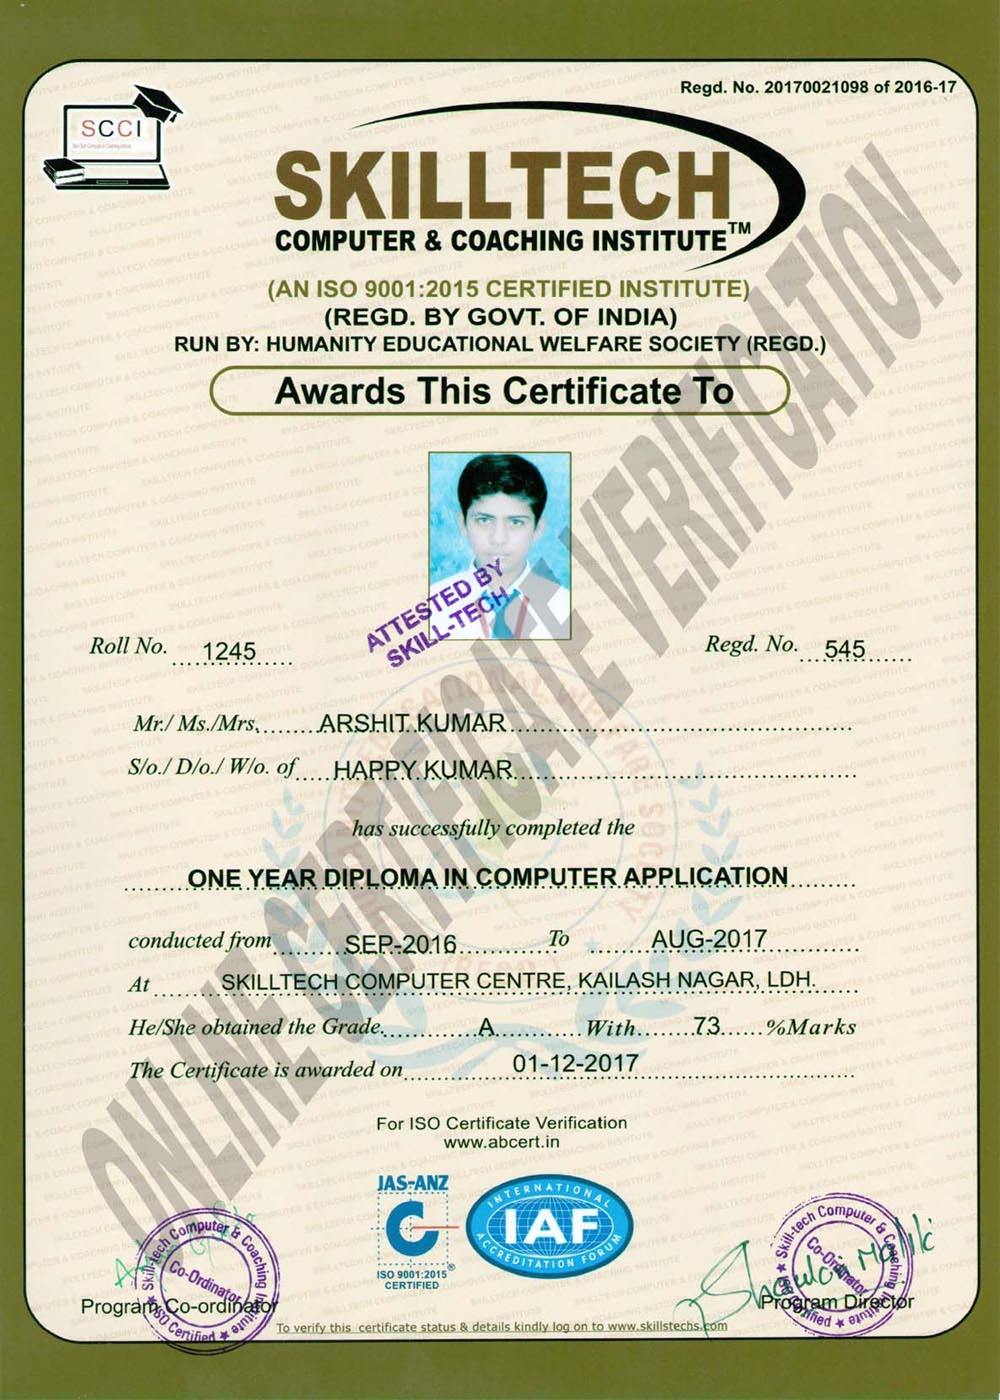 Regd. No. 20170021098 of 2016-17
SCCI
SKILLTECH
COMPUTER & COACHING INSTITUTE™
(AN ISO 9001:2015 CERTIFIED INSTITUTE)
(REGD. BY GOVT. OF INDIA)
RUN BY: HUMANITY EDUCATIONAL WELFARE SOCIETY (REGD.)
Awards This Certificate To
ATTESTED BY
SKILL-TECH
Roll No. 1245 Regd. No. 545
Mr./ Ms./Mrs. ARSHIT KUMAR
S/o./ D/o./ W/o. of HAPPY KUMAR
has successfully completed the
ONE YEAR DIPLOMA IN COMPUTER APPLICATION
conducted from SEP-2016 To AUG-2017
At SKILLTECH COMPUTER CENTRE, KAILASH NAGAR, LDH.
He/She obtained the Grade. A With 73 %Marks
The Certificate is awarded on 01-12-2017
ONLINE CERTIFICATE VERIFICATION
For ISO Certificate Verification
www.abcert.in
JAS-ANZ
ISO 9001:2015
CERTIFIED
INTERNATIONAL
IAF
ACCREDITATION FORUM
Skill-tech Computer & Coaching Institute
Co-Ordinator
ISO Certified
Program Co-ordinator
Skill-tech Computer & Coaching Institute
Co-Ordinator
Program Director
To verify this certificate status & details kindly log on to www.skillstechs.com